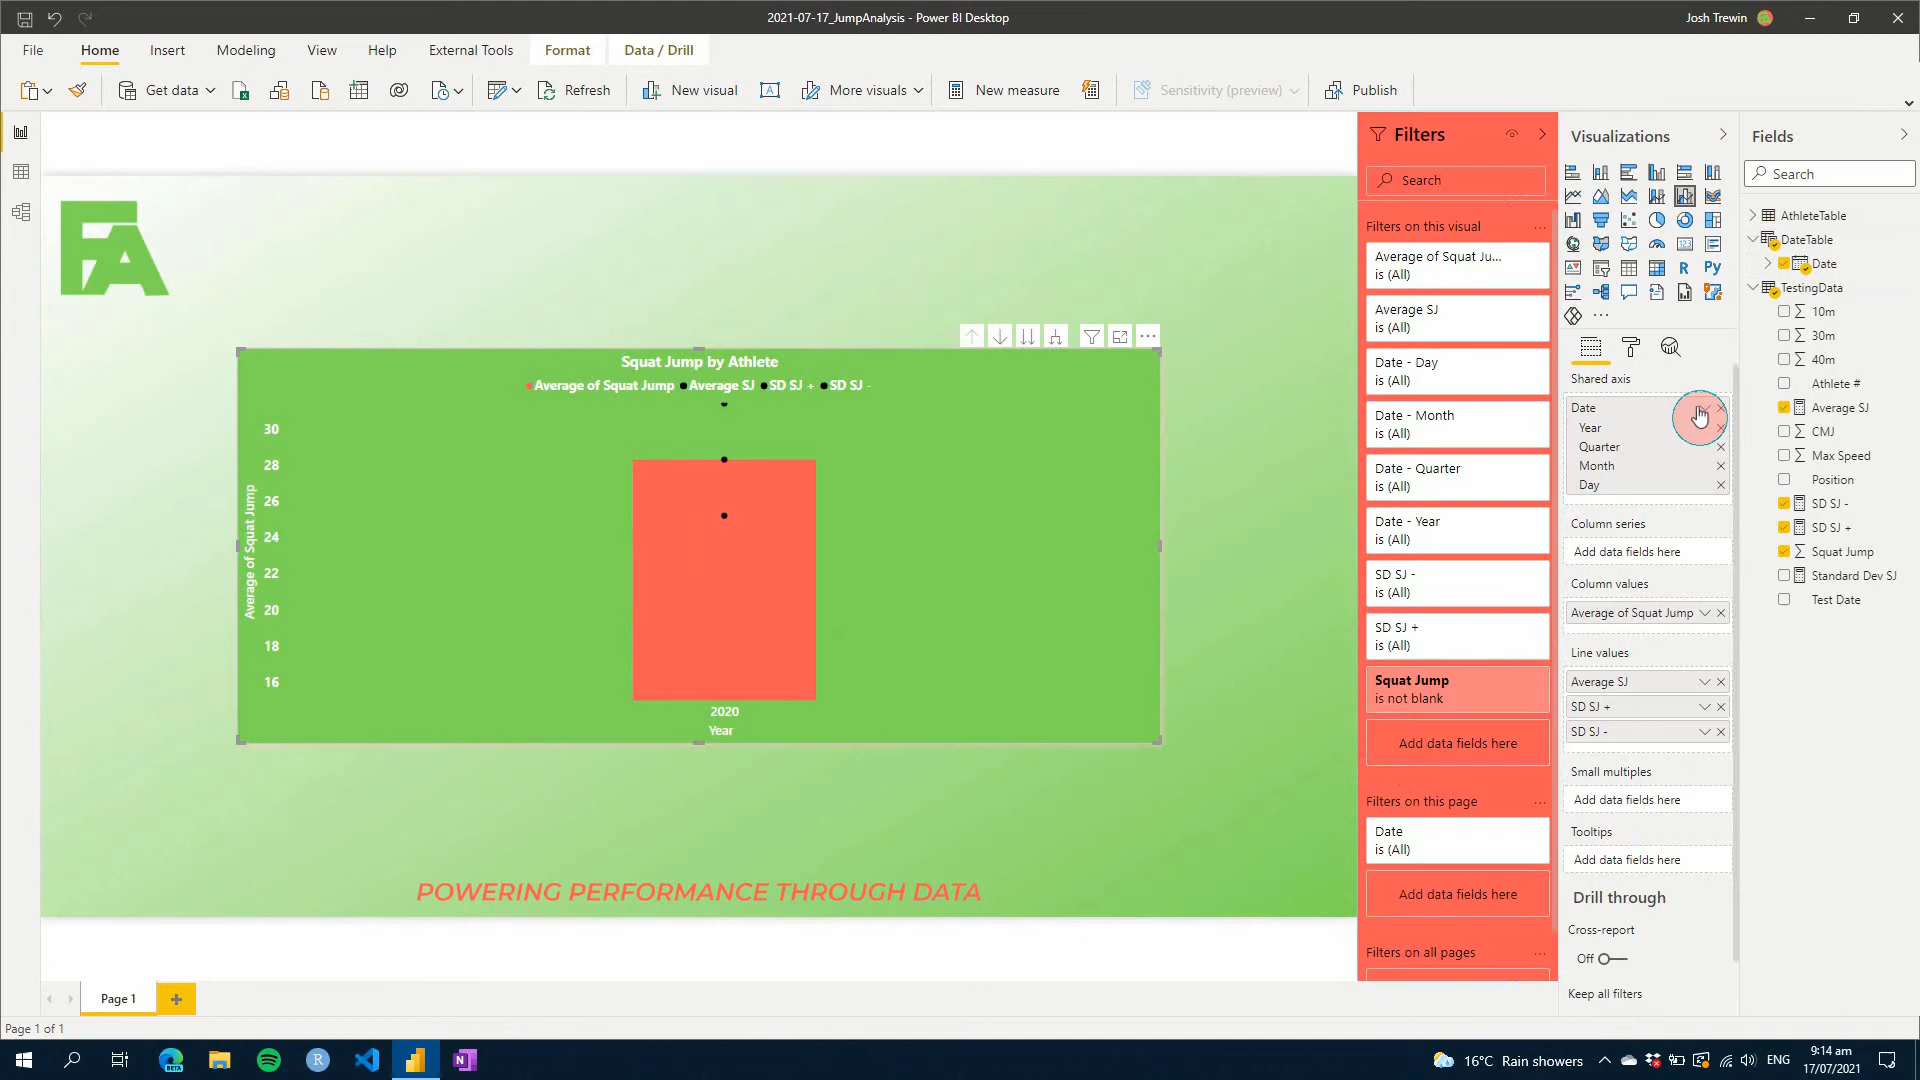 2021-07-17_JumpAnalysis - Power BI Desktop
Josh Trewin
File
Home
Insert
Modeling
View
Help
External Tools
Format
Data / Drill
Get data
Refresh
New visual
More visuals
New measure
Sensitivity (preview)
Publish
FA
Squat Jump by Athlete
Average of Squat Jump
Average SJ
SD SJ +
SD SJ -
Average of Squat Jump
30
28
26
24
22
20
18
16
2020
Year
POWERING PERFORMANCE THROUGH DATA
Filters
Search
Filters on this visual
Average of Squat Ju...
is (All)
Average SJ
is (All)
Date - Day
is (All)
Date - Month
is (All)
Date - Quarter
is (All)
Date - Year
is (All)
SD SJ -
is (All)
SD SJ +
is (All)
Squat Jump
is not blank
Add data fields here
Filters on this page
Date
is (All)
Add data fields here
Filters on all pages
Visualizations
R
Py
123
Shared axis
Date
Year
Quarter
Month
Day
Column series
Add data fields here
Column values
Average of Squat Jump
Line values
Average SJ
SD SJ +
SD SJ -
Small multiples
Add data fields here
Tooltips
Add data fields here
Drill through
Cross-report
Off
Keep all filters
Fields
Search
AthleteTable
DateTable
Date
TestingData
10m
30m
40m
Athlete #
Average SJ
CMJ
Max Speed
Position
SD SJ -
SD SJ +
Squat Jump
Standard Dev SJ
Test Date
Page 1
Page 1 of 1
BETA
R
N
16°C Rain showers
ENG
9:14 am
17/07/2021